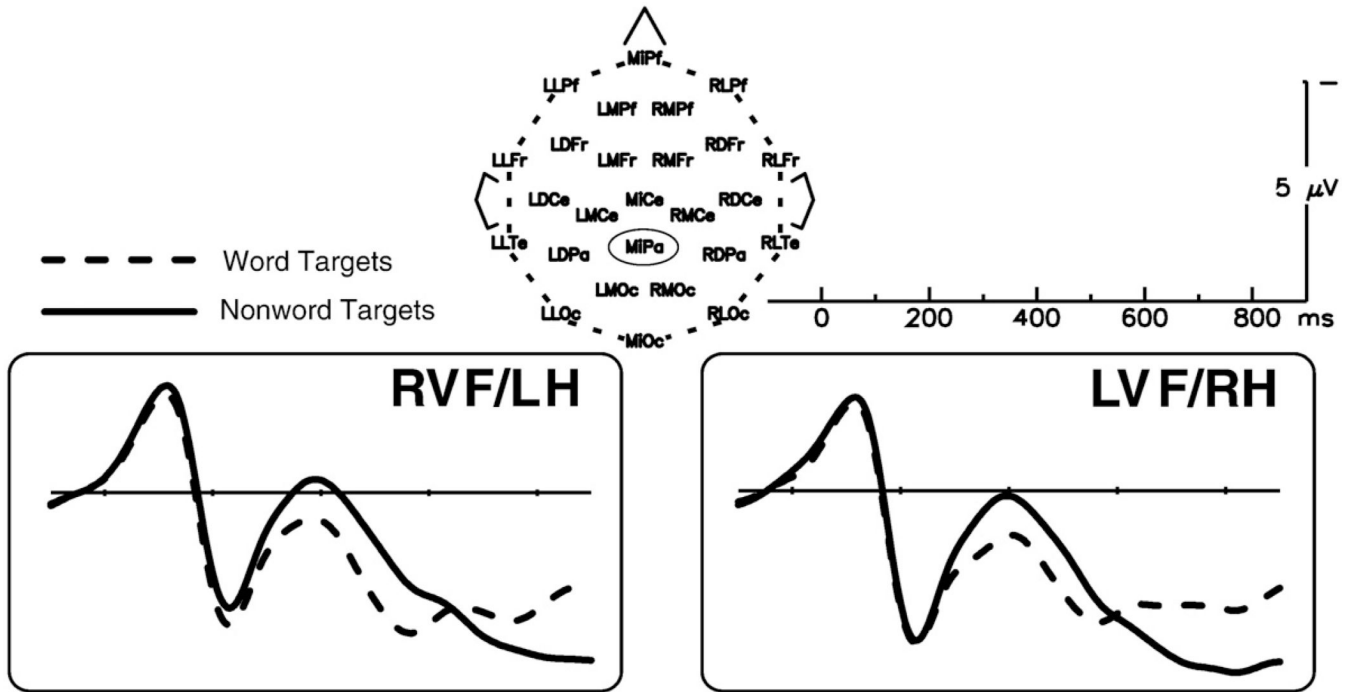 MiPf
LLPf RLPf
LMPf RMPf
LDFr RDFr
LLFr LMFr RMFr RLFr
LDCe MiCe RDCe
LMCe RMCe
LLTe LDPa MiPa RDPa RLTe
LMOc RMOc
LLOc RLOc
MiOc
–
5 μV
0 200 400 600 800 ms
Word Targets
Nonword Targets
RVF/LH
LVF/RH